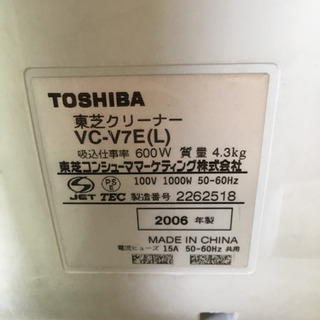 TOSHIBA
東芝クリーナー
VC-V7E(L)
吸込仕事率 600W 質量 4.3kg
東芝コンシューママーケティング株式会社
100V 1000W 50-60Hz
JET PSE TEC 製造番号 2262518
2006 年製
MADE IN CHINA
電流ヒューズ 15A 50-60Hz 共用